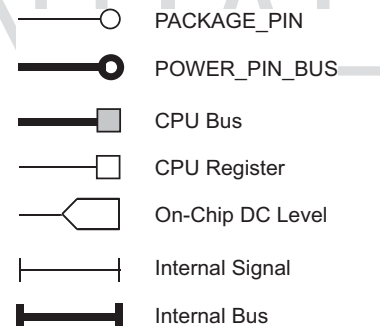 PACKAGE_PIN
POWER_PIN_BUS
CPU Bus
CPU Register
On-Chip DC Level
Internal Signal
Internal Bus